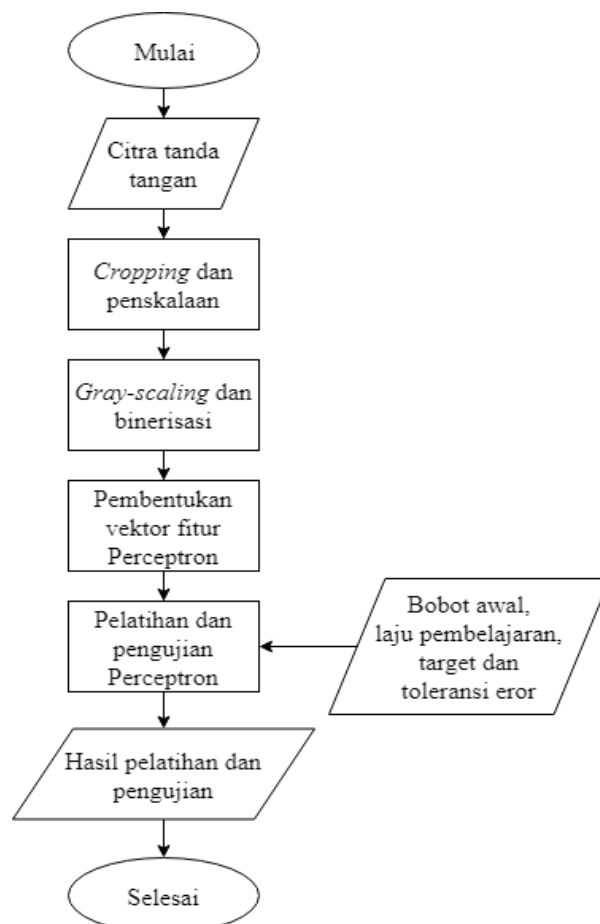 Mulai
Citra tanda
tangan
Cropping dan
penskalaan
Gray-scaling dan
binerisasi
Pembentukan
vektor fitur
Perceptron
Pelatihan dan
pengujian
Perceptron
Bobot awal,
laju pembelajaran,
target dan
toleransi eror
Hasil pelatihan dan
pengujian
Selesai